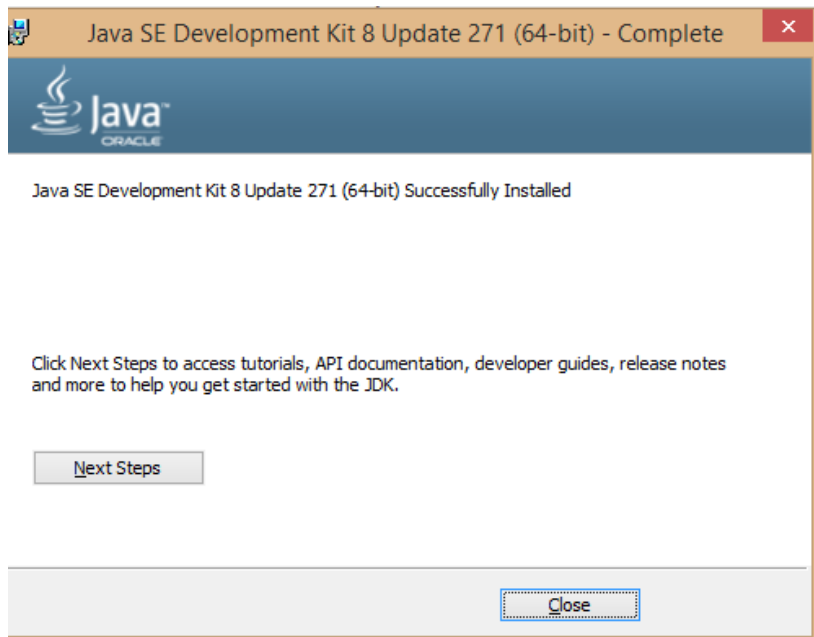 Java SE Development Kit 8 Update 271 (64-bit) - Complete
Java™
ORACLE
Java SE Development Kit 8 Update 271 (64-bit) Successfully Installed
Click Next Steps to access tutorials, API documentation, developer guides, release notes
and more to help you get started with the JDK.
Next Steps
Close